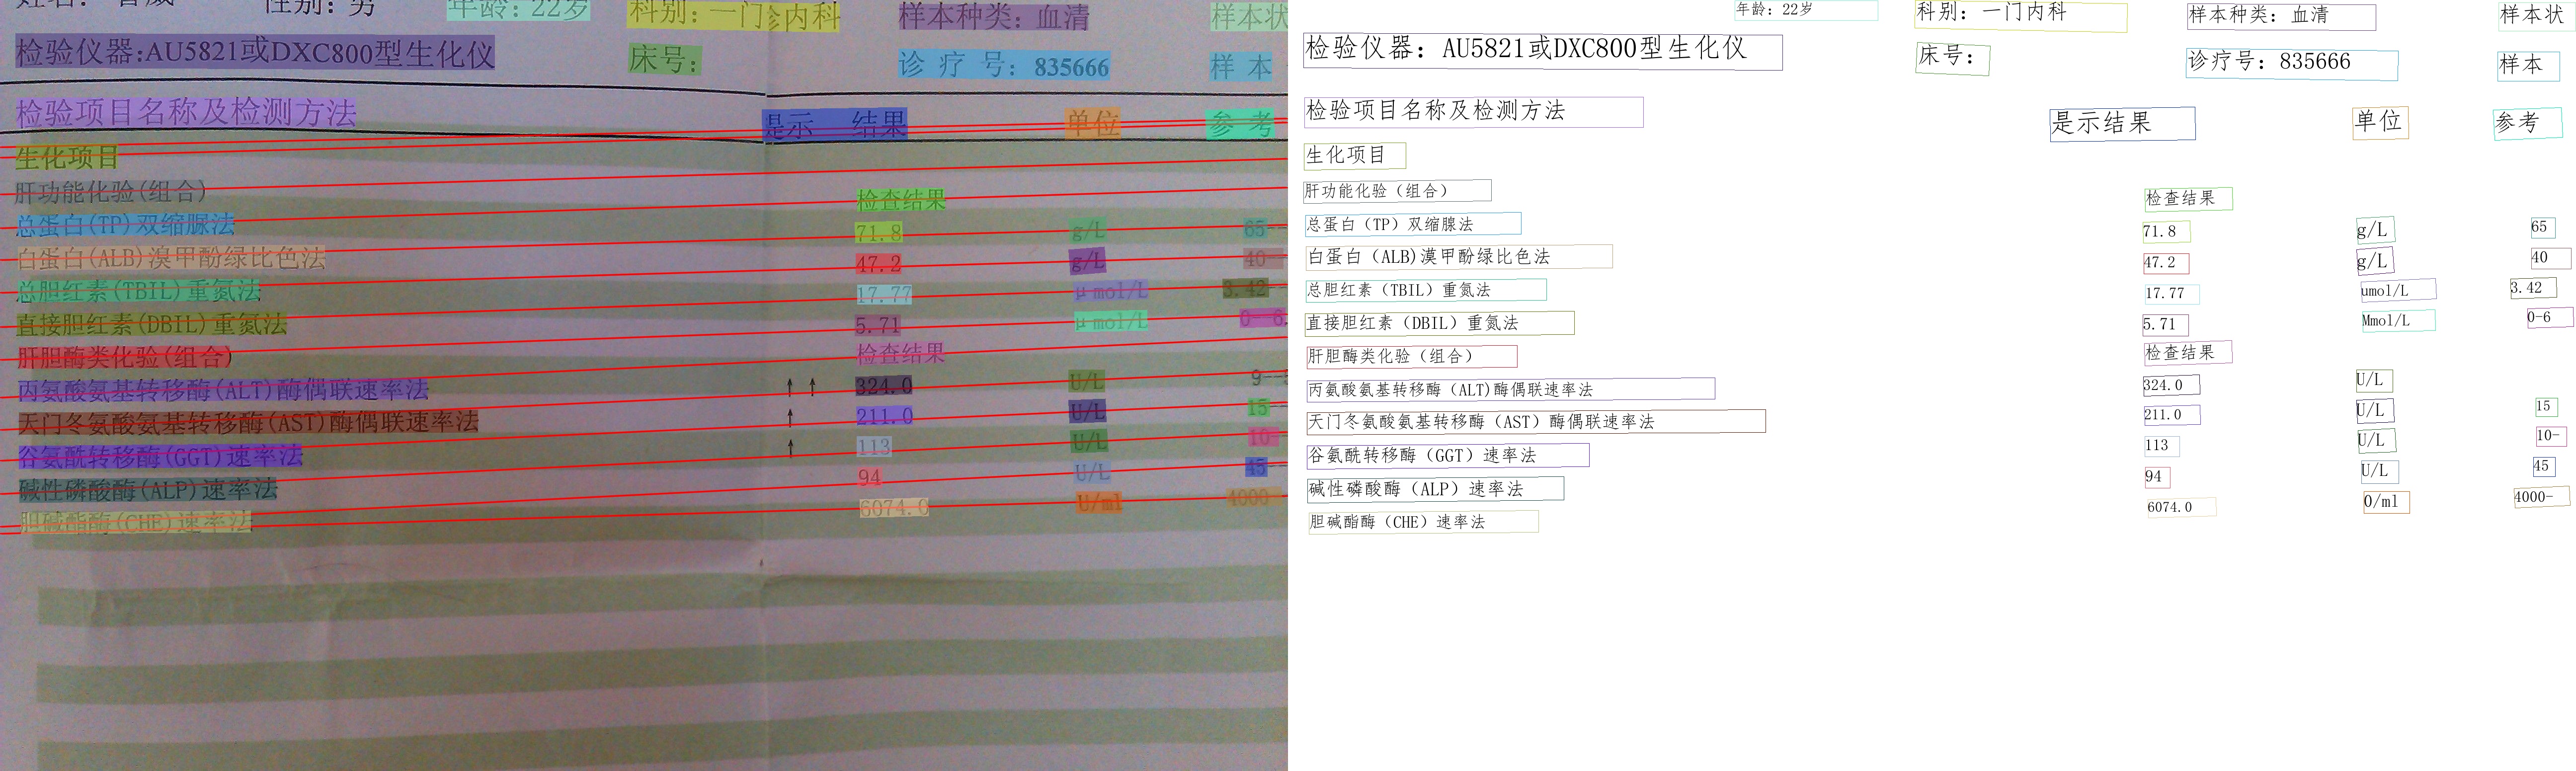 姓名： 性别：男 年龄：22岁 科别：一门内科 样本种类：血清 样本状
检验仪器:AU5821或DXC800型生化仪 床号： 诊 疗 号：835666 样 本
检验项目名称及检测方法 是示 结果 单位 参 考
生化项目
肝功能化验(组合) 检查结果
总蛋白(TP)双缩脲法 71.8 g/L 65
白蛋白(ALB)溴甲酚绿比色法 47.2 g/L 40--
总胆红素(TBIL)重氮法 17.77 μmol/L 3.42--
直接胆红素(DBIL)重氮法 5.71 μmol/L 0--6.
肝胆酶类化验(组合) 检查结果
丙氨酸氨基转移酶(ALT)酶偶联速率法 ↑ ↑ 324.0 U/L 9--
天门冬氨酸氨基转移酶(AST)酶偶联速率法 ↑ 211.0 U/L 15--
谷氨酰转移酶(GGT)速率法 ↑ 113 U/L 10-
碱性磷酸酶(ALP)速率法 94 U/L 45--
胆碱酯酶(CHE)速率法 6074.0 U/ml 4000-
年龄：22岁 科别：一门内科 样本种类：血清 样本状
检验仪器：AU5821或DXC800型生化仪 床号： 诊疗号：835666 样本
检验项目名称及检测方法 是示结果 单位 参考
生化项目
肝功能化验（组合） 检查结果
总蛋白（TP）双缩腺法 71.8 g/L 65
白蛋白（ALB)漠甲酚绿比色法 47.2 g/L 40
总胆红素（TBIL）重氮法 17.77 umol/L 3.42
直接胆红素（DBIL）重氮法 5.71 Mmol/L 0-6
肝胆酶类化验（组合） 检查结果
丙氨酸氨基转移酶（ALT)酶偶联速率法 324.0 U/L
天门冬氨酸氨基转移酶（AST）酶偶联速率法 211.0 U/L 15
谷氨酰转移酶（GGT）速率法 113 U/L 10-
碱性磷酸酶（ALP）速率法 94 U/L 45
胆碱酯酶（CHE）速率法 6074.0 0/ml 4000-